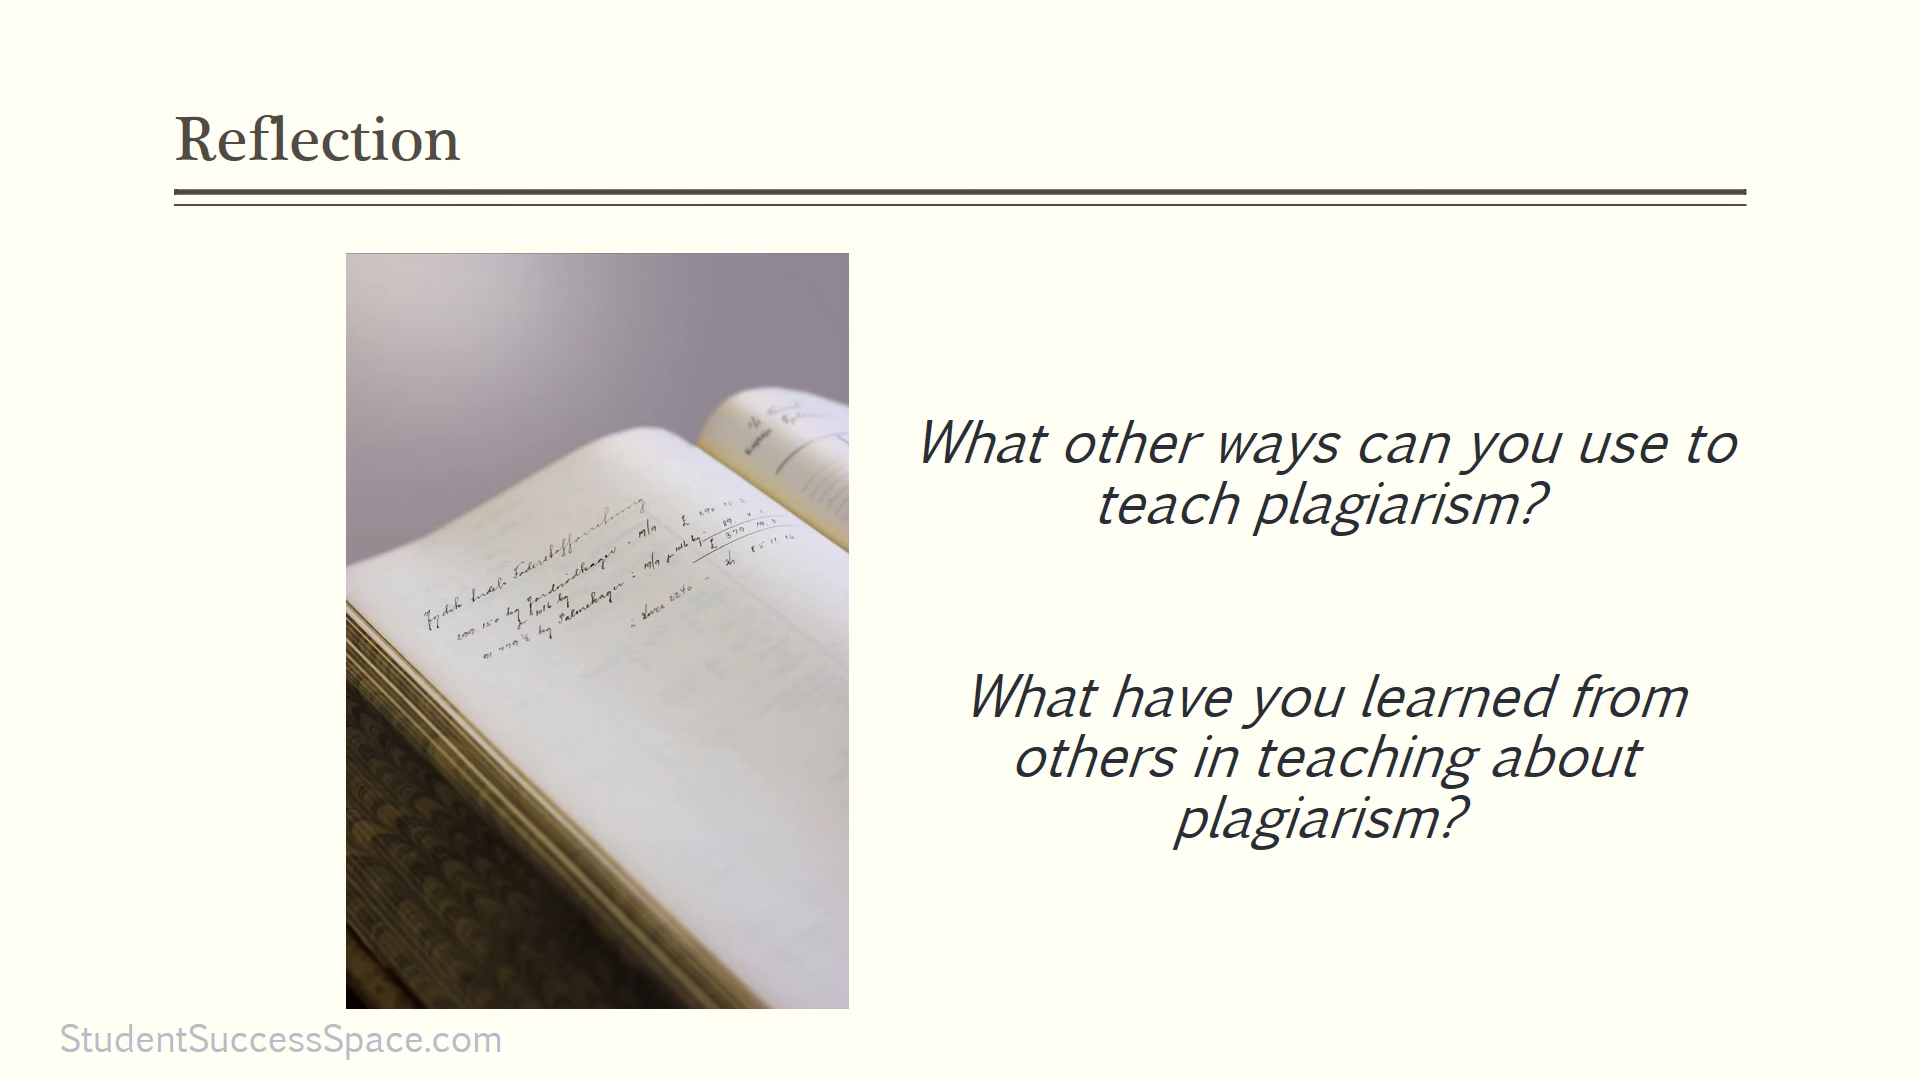 Reflection
What other ways can you use to
teach plagiarism?
What have you learned from
others in teaching about
plagiarism?
StudentSuccessSpace.com